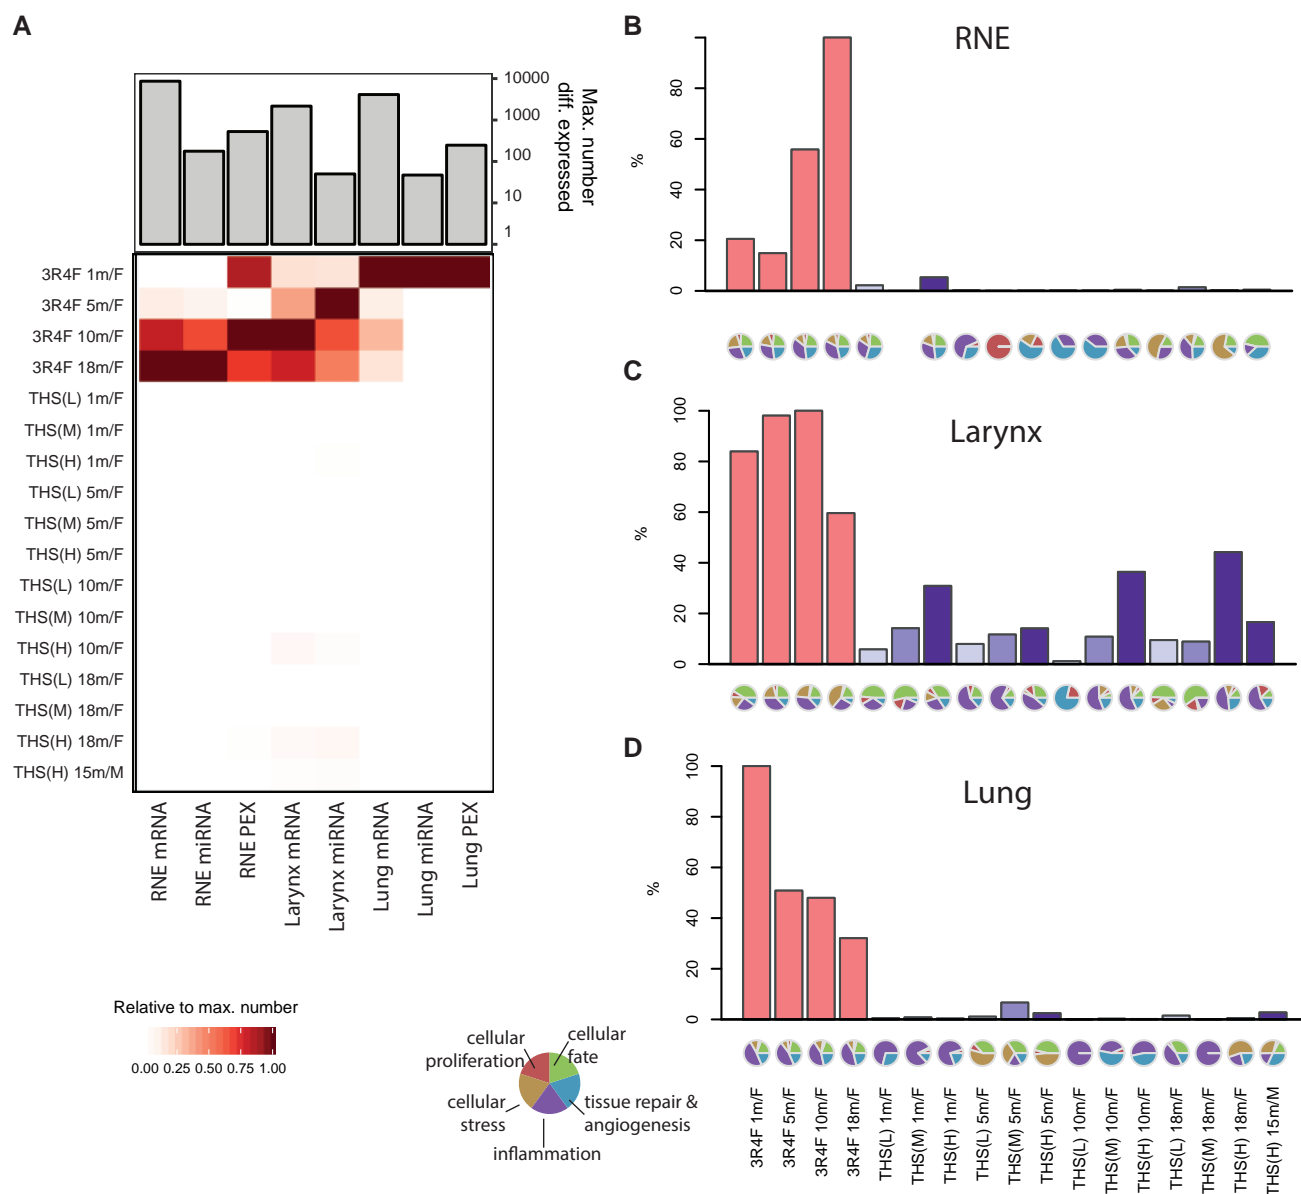 A
10000
1000
100
10
1
Max. number
diff. expressed
3R4F 1m/F
3R4F 5m/F
3R4F 10m/F
3R4F 18m/F
THS(L) 1m/F
THS(M) 1m/F
THS(H) 1m/F
THS(L) 5m/F
THS(M) 5m/F
THS(H) 5m/F
THS(L) 10m/F
THS(M) 10m/F
THS(H) 10m/F
THS(L) 18m/F
THS(M) 18m/F
THS(H) 18m/F
THS(H) 15m/M
RNE mRNA
RNE miRNA
RNE PEX
Larynx mRNA
Larynx miRNA
Lung mRNA
Lung miRNA
Lung PEX
Relative to max. number
0.00 0.25 0.50 0.75 1.00
cellular
proliferation
cellular
fate
cellular
stress
tissue repair &
angiogenesis
inflammation
B
RNE
%
80
60
40
20
0
C
Larynx
%
100
80
60
40
20
0
D
Lung
%
100
80
60
40
20
0
3R4F 1m/F
3R4F 5m/F
3R4F 10m/F
3R4F 18m/F
THS(L) 1m/F
THS(M) 1m/F
THS(H) 1m/F
THS(L) 5m/F
THS(M) 5m/F
THS(H) 5m/F
THS(L) 10m/F
THS(M) 10m/F
THS(H) 10m/F
THS(L) 18m/F
THS(M) 18m/F
THS(H) 18m/F
THS(H) 15m/M